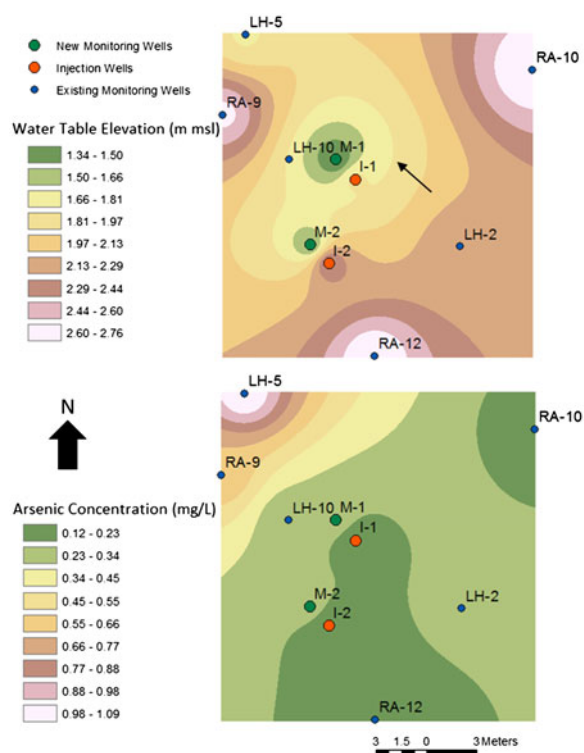 LH-5
New Monitoring Wells
Injection Wells
Existing Monitoring Wells
RA-10
RA-9
Water Table Elevation (m msl)
1.34 - 1.50
1.50 - 1.66
1.66 - 1.81
1.81 - 1.97
1.97 - 2.13
2.13 - 2.29
2.29 - 2.44
2.44 - 2.60
2.60 - 2.76
LH-10 M-1
I-1
M-2
I-2
LH-2
RA-12
LH-5
N
RA-10
RA-9
Arsenic Concentration (mg/L)
0.12 - 0.23
0.23 - 0.34
0.34 - 0.45
0.45 - 0.55
0.55 - 0.66
0.66 - 0.77
0.77 - 0.88
0.88 - 0.98
0.98 - 1.09
LH-10 M-1
I-1
M-2
I-2
LH-2
RA-12
3 1.5 0 3 Meters